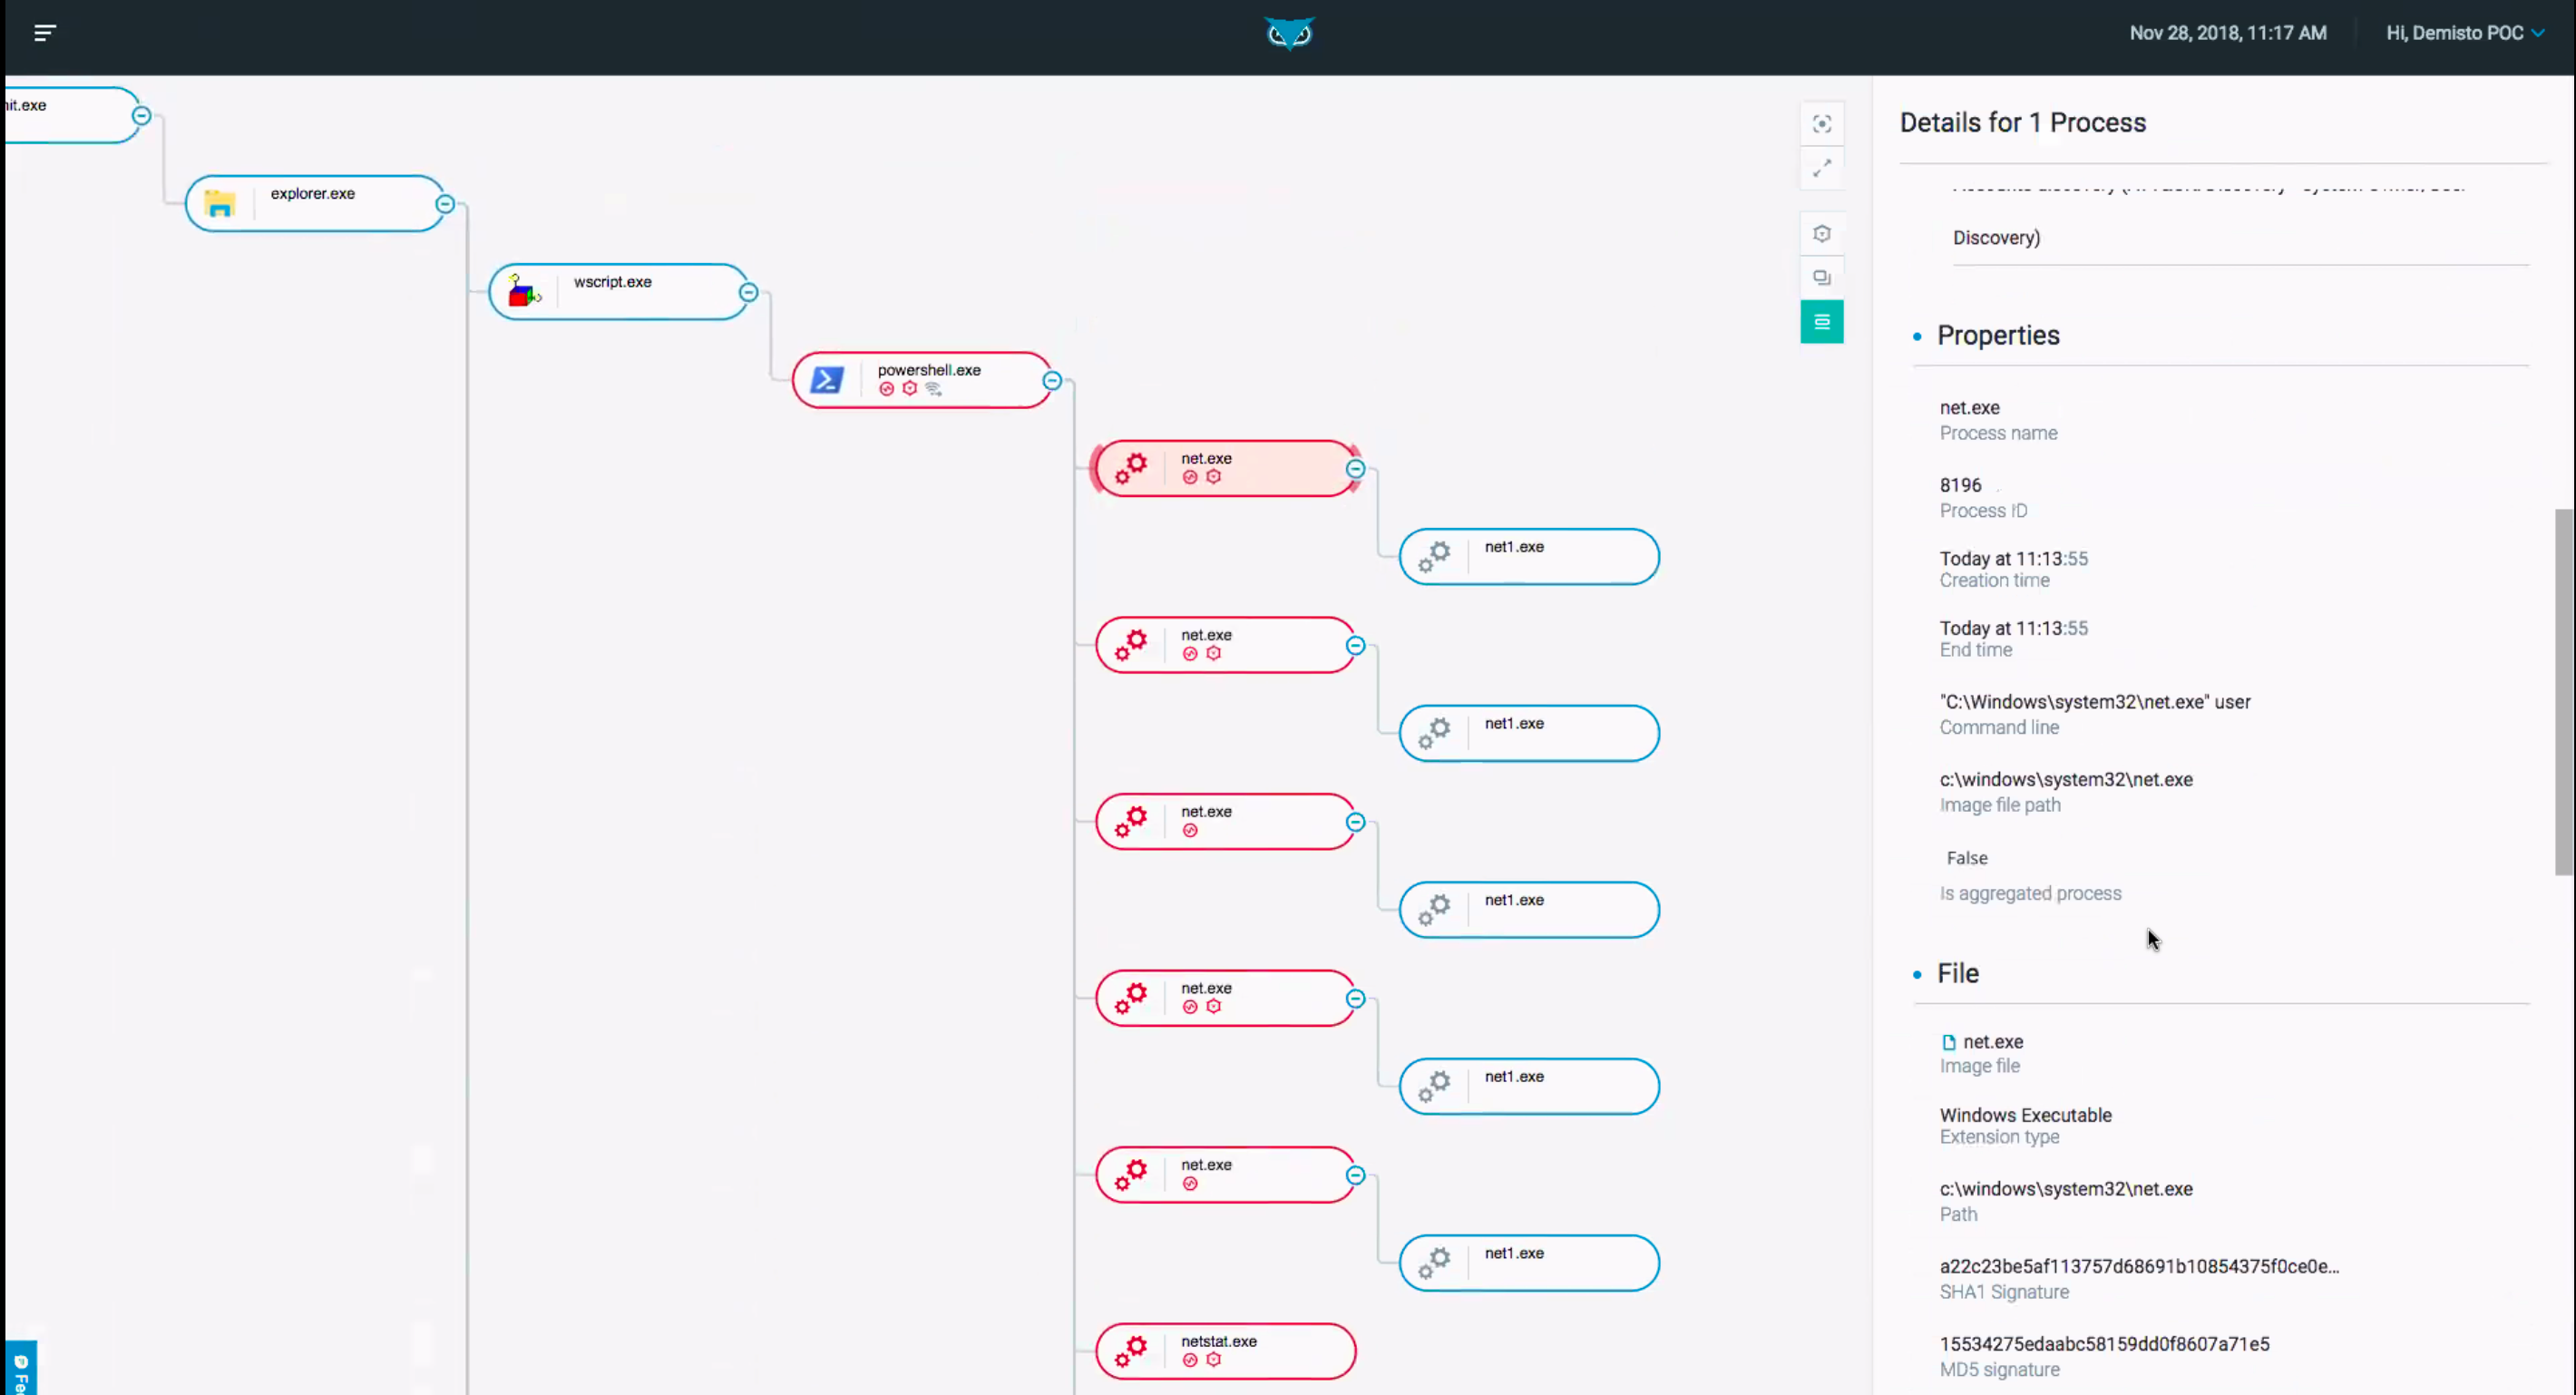 Nov 28, 2018, 11:17 AM
Hi, Demisto POC
nit.exe
explorer.exe
wscript.exe
powershell.exe
net.exe
net1.exe
net.exe
net1.exe
net.exe
net1.exe
net.exe
net1.exe
net.exe
net1.exe
netstat.exe
Fee
Details for 1 Process
Discovery)
Properties
net.exe
Process name
8196
Process ID
Today at 11:13:55
Creation time
Today at 11:13:55
End time
"C:\Windows\system32\net.exe" user
Command line
c:\windows\system32\net.exe
Image file path
False
Is aggregated process
File
net.exe
Image file
Windows Executable
Extension type
c:\windows\system32\net.exe
Path
a22c23be5af113757d68691b10854375f0ce0e...
SHA1 Signature
15534275edaabc58159dd0f8607a71e5
MD5 signature